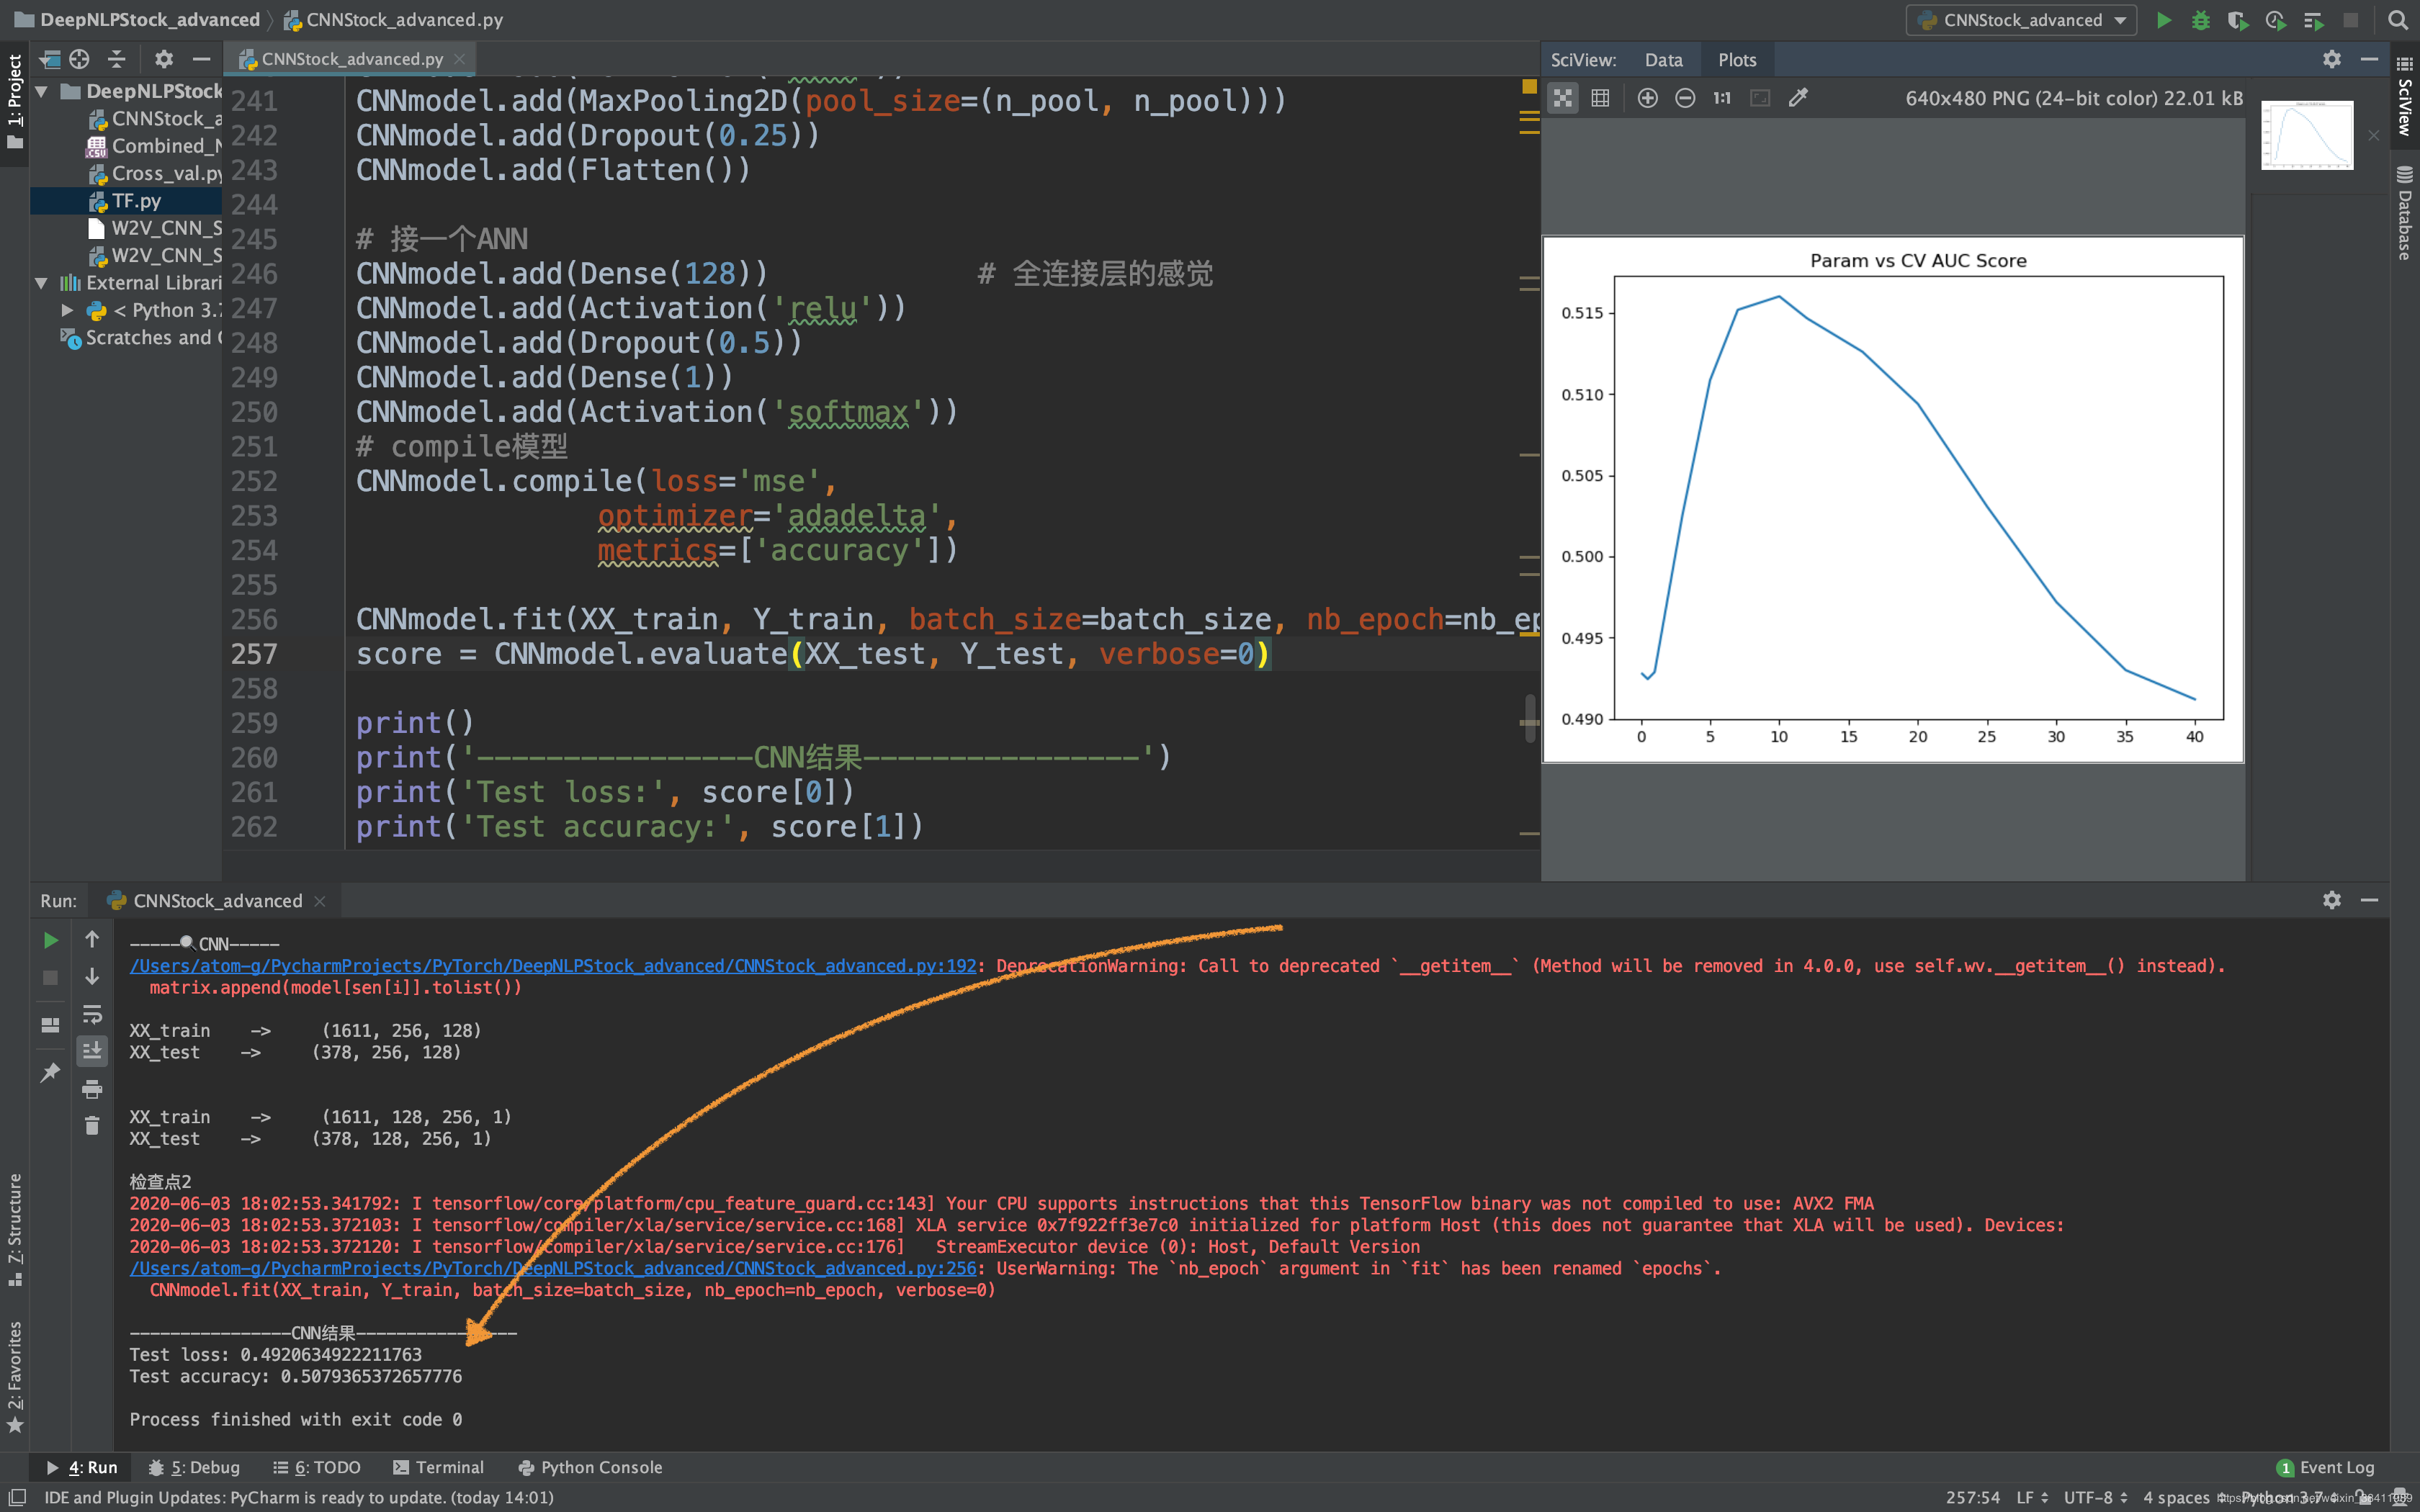 DeepNLPStock_advanced
CNNStock_advanced.py
CNNStock_advanced
1: Project
CNNStock_advanced.py
SciView:
Data
Plots
DeepNLPStock
CNNStock_a
Combined_N
Cross_val.py
TF.py
W2V_CNN_S
W2V_CNN_S
External Librari
< Python 3.7
Scratches and
241 CNNmodel.add(MaxPooling2D(pool_size=(n_pool, n_pool)))
242 CNNmodel.add(Dropout(0.25))
243 CNNmodel.add(Flatten())
244
245 # 接一个ANN
246 CNNmodel.add(Dense(128)) # 全连接层的感觉
247 CNNmodel.add(Activation('relu'))
248 CNNmodel.add(Dropout(0.5))
249 CNNmodel.add(Dense(1))
250 CNNmodel.add(Activation('softmax'))
251 # compile模型
252 CNNmodel.compile(loss='mse',
253 optimizer='adadelta',
254 metrics=['accuracy'])
255
256 CNNmodel.fit(XX_train, Y_train, batch_size=batch_size, nb_epoch=nb_ep
257 score = CNNmodel.evaluate(XX_test, Y_test, verbose=0)
258
259 print()
260 print('----------------CNN结果----------------')
261 print('Test loss:', score[0])
262 print('Test accuracy:', score[1])
1:1
640x480 PNG (24-bit color) 22.01 kB
Param vs CV AUC Score
0.515
0.510
0.505
0.500
0.495
0.490
0 5 10 15 20 25 30 35 40
SciView
Database
Run:
CNNStock_advanced
-----🔍CNN-----
/Users/atom-g/PycharmProjects/PyTorch/DeepNLPStock_advanced/CNNStock_advanced.py:192: DeprecationWarning: Call to deprecated `__getitem__` (Method will be removed in 4.0.0, use self.wv.__getitem__() instead).
matrix.append(model[sen[i]].tolist())
XX_train -> (1611, 256, 128)
XX_test -> (378, 256, 128)
XX_train -> (1611, 128, 256, 1)
XX_test -> (378, 128, 256, 1)
检查点2
2020-06-03 18:02:53.341792: I tensorflow/core/platform/cpu_feature_guard.cc:143] Your CPU supports instructions that this TensorFlow binary was not compiled to use: AVX2 FMA
2020-06-03 18:02:53.372103: I tensorflow/compiler/xla/service/service.cc:168] XLA service 0x7f922ff3e7c0 initialized for platform Host (this does not guarantee that XLA will be used). Devices:
2020-06-03 18:02:53.372120: I tensorflow/compiler/xla/service/service.cc:176] StreamExecutor device (0): Host, Default Version
/Users/atom-g/PycharmProjects/PyTorch/DeepNLPStock_advanced/CNNStock_advanced.py:256: UserWarning: The `nb_epoch` argument in `fit` has been renamed `epochs`.
CNNmodel.fit(XX_train, Y_train, batch_size=batch_size, nb_epoch=nb_epoch, verbose=0)
----------------CNN结果----------------
Test loss: 0.4920634922211763
Test accuracy: 0.5079365372657776
Process finished with exit code 0
7: Structure
2: Favorites
4: Run
5: Debug
6: TODO
Terminal
Python Console
1 Event Log
IDE and Plugin Updates: PyCharm is ready to update. (today 14:01)
257:54
LF
UTF-8
4 spaces
Python 3.7